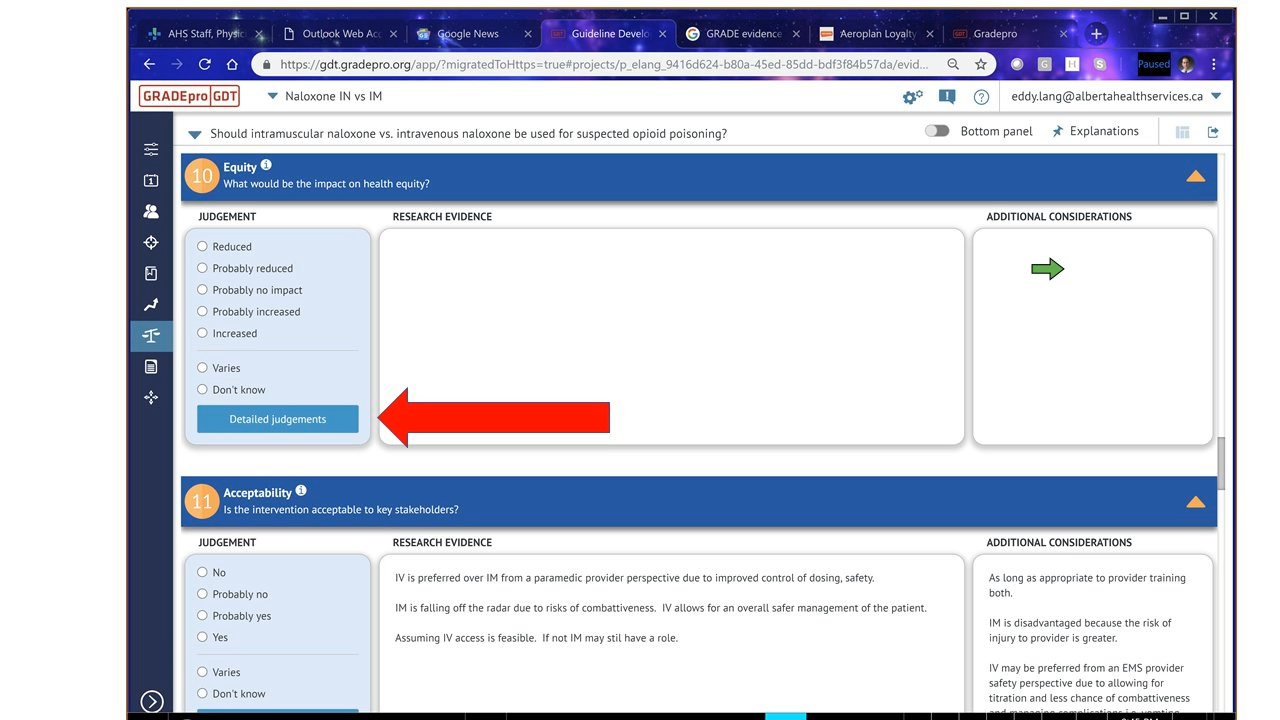 AHS Staff, Physic
Outlook Web Acc
Google News
Guideline Develo
GRADE evidence
Aeroplan Loyalty
Gradepro
https://gdt.gradepro.org/app/?migratedToHttps=true#projects/p_elang_9416d624-b80a-45ed-85dd-bdf3f84b57da/evid...
Paused
GRADEpro GDT
Naloxone IN vs IM
eddy.lang@albertahealthservices.ca
Should intramuscular naloxone vs. intravenous naloxone be used for suspected opioid poisoning?
Bottom panel
Explanations
10
Equity
What would be the impact on health equity?
JUDGEMENT
RESEARCH EVIDENCE
ADDITIONAL CONSIDERATIONS
Reduced
Probably reduced
Probably no impact
Probably increased
Increased
Varies
Don't know
Detailed judgements
11
Acceptability
Is the intervention acceptable to key stakeholders?
JUDGEMENT
RESEARCH EVIDENCE
ADDITIONAL CONSIDERATIONS
No
Probably no
Probably yes
Yes
Varies
Don't know
IV is preferred over IM from a paramedic provider perspective due to improved control of dosing, safety.
IM is falling off the radar due to risks of combattiveness. IV allows for an overall safer management of the patient.
Assuming IV access is feasible. If not IM may stil have a role.
As long as appropriate to provider training
both.
IM is disadvantaged because the risk of
injury to provider is greater.
IV may be preferred from an EMS provider
safety perspective due to allowing for
titration and less chance of combattiveness
and managing complications i.e. vomting